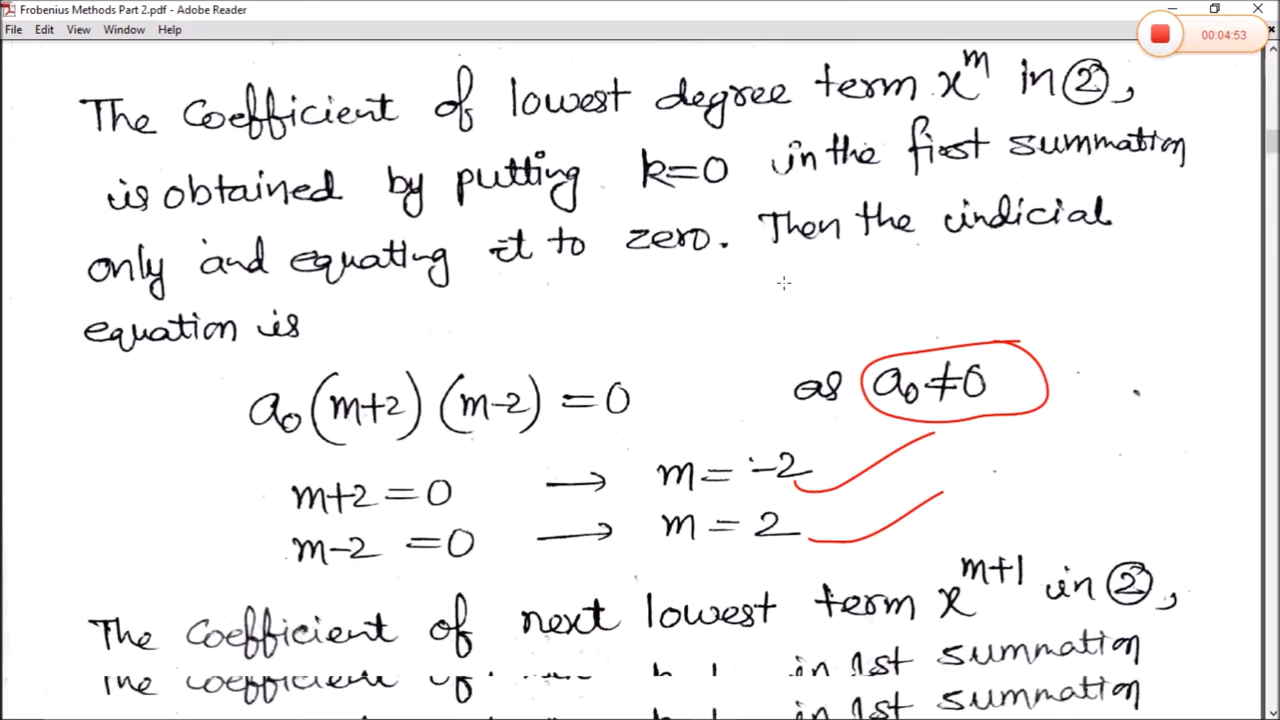 Frobenius Methods Part 2.pdf - Adobe Reader
File Edit View Window Help
00:04:53
The coefficient of lowest degree term x^m in ②,
is obtained by putting k=0 in the first summation
only and equating it to zero. Then the indicial
equation is
a₀(m+2)(m-2) = 0 as a₀≠0
m+2=0 → m= -2
m-2=0 → m= 2
The coefficient of next lowest term x^{m+1} in ②,
The coefficient in 1st summation
in 1st summation